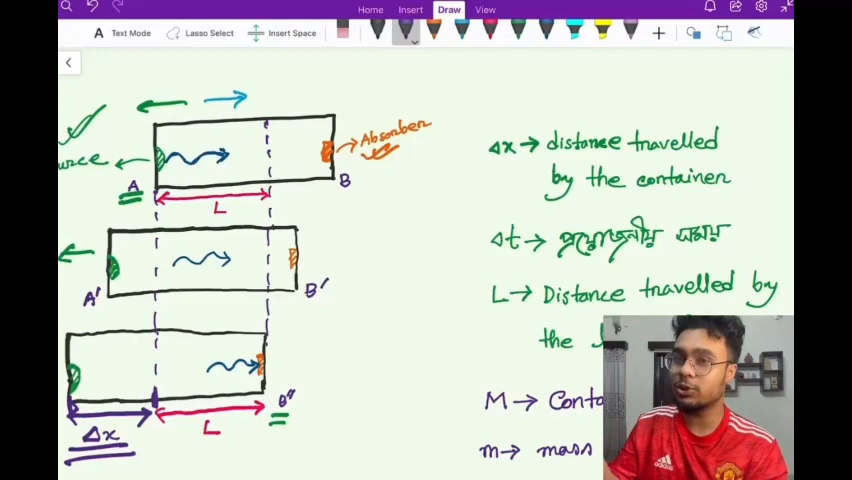 Home Insert Draw View
Text Mode Lasso Select Insert Space
Absorber
A
L
B
A'
B'
Δx
L
B"
Δx → distance travelled
by the container
Δt → প্রয়োজনীয় সময়
L → Distance travelled by
the
M →
m → mass
adidas